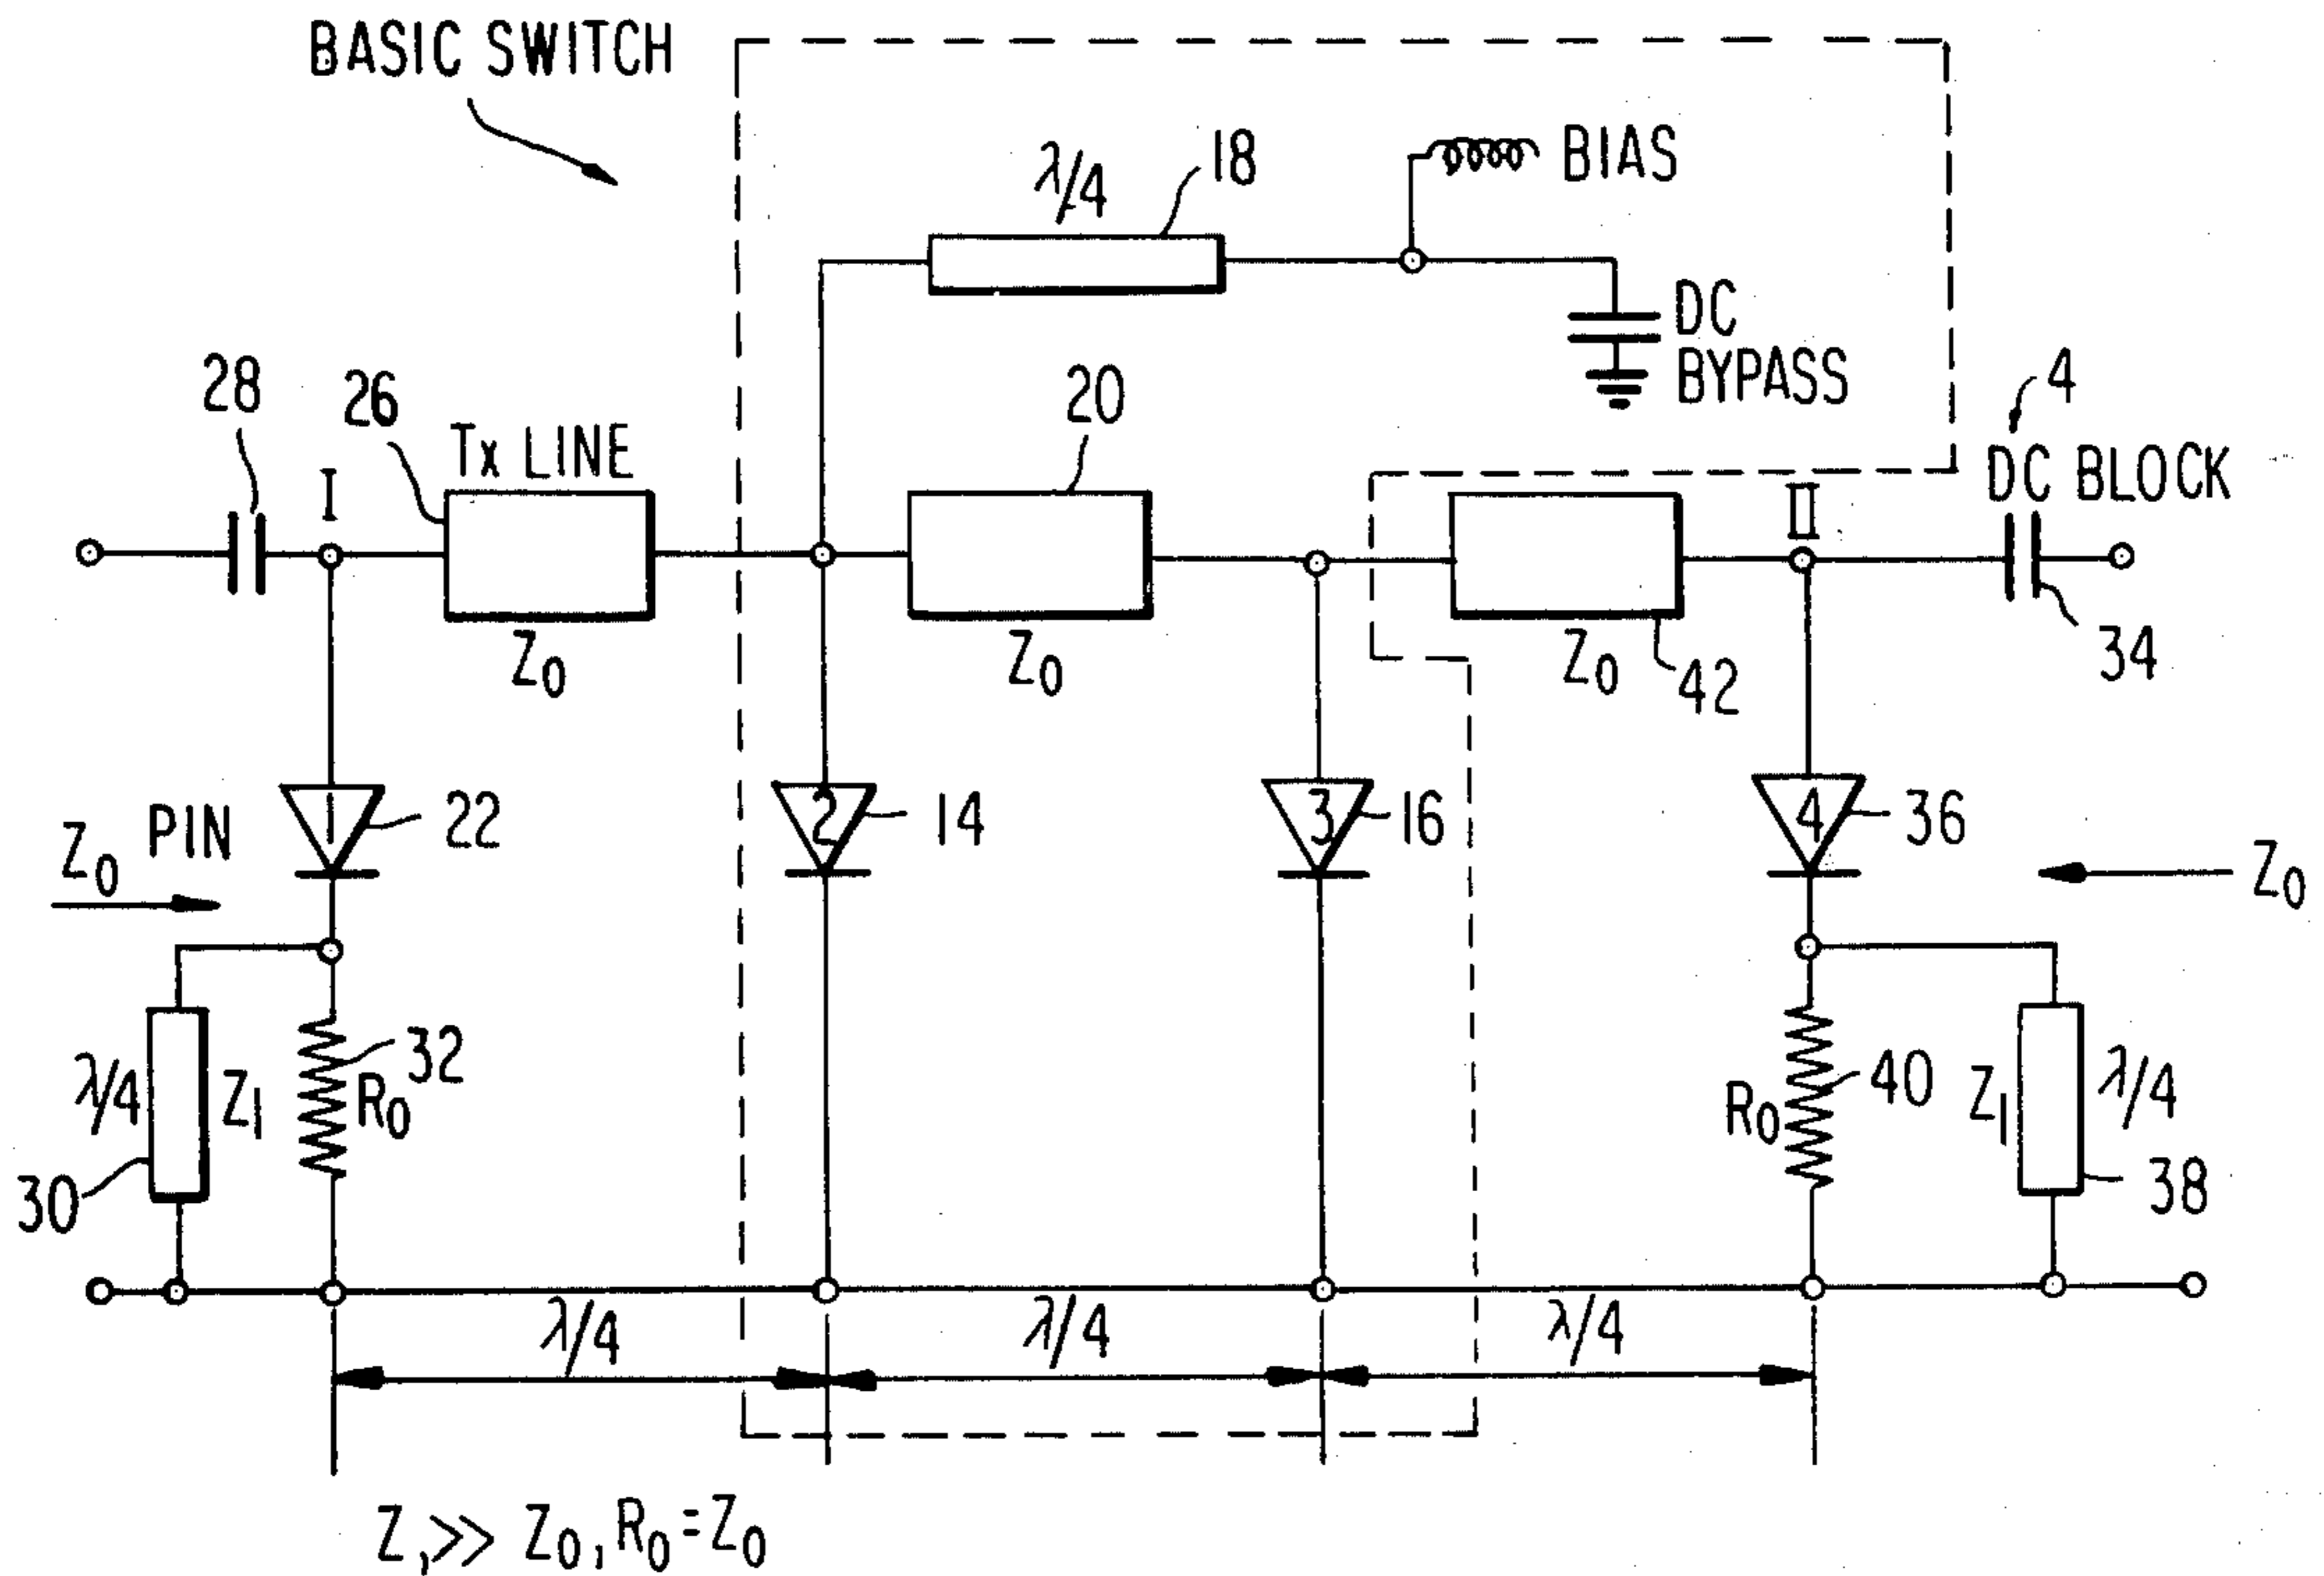 BASIC SWITCH
λ/4
18
BIAS
DC
BYPASS
28
26
Tx LINE
20
4
DC BLOCK
I
II
Z0
Z0
Z0
42
34
PIN
Z0
1
22
2
14
3
16
4
36
Z0
λ/4
Z1
30
32
R0
R0
40
Z1
λ/4
38
λ/4
λ/4
λ/4
Z1>> Z0, R0=Z0